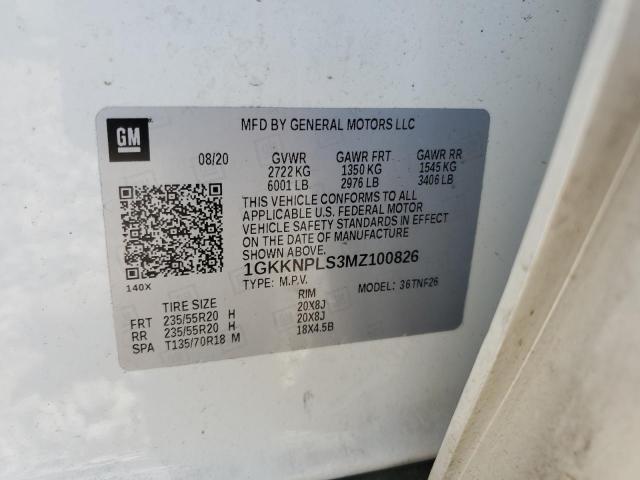 GM
MFD BY GENERAL MOTORS LLC
08/20 GVWR GAWR FRT GAWR RR
2722 KG 1350 KG 1545 KG
6001 LB 2976 LB 3406 LB
THIS VEHICLE CONFORMS TO ALL
APPLICABLE U.S. FEDERAL MOTOR
VEHICLE SAFETY STANDARDS IN EFFECT
ON THE DATE OF MANUFACTURE
SHOWN ABOVE.
1GKKNPLS3MZ100826
140X
TYPE: M.P.V. MODEL: 36TNF26
TIRE SIZE RIM
FRT 235/55R20 H 20X8J
RR 235/55R20 H 20X8J
SPA T135/70R18 M 18X4.5B